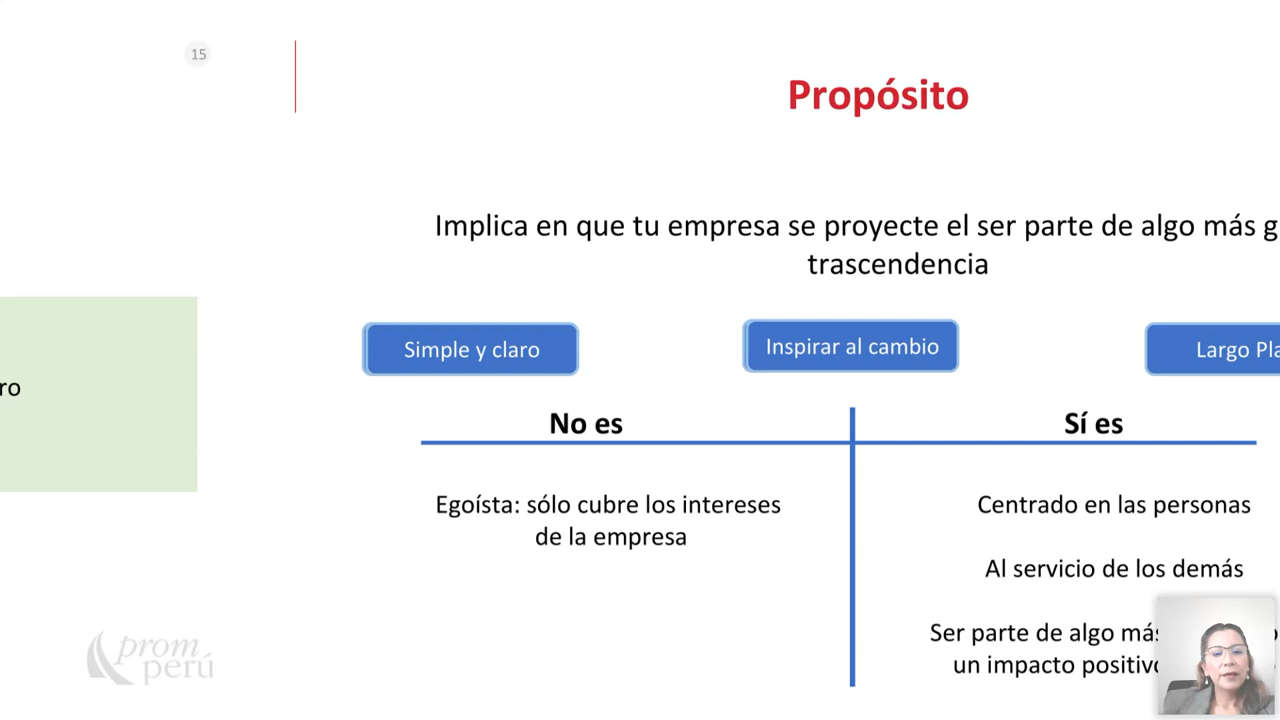 15
Propósito
Implica en que tu empresa se proyecte el ser parte de algo más
trascendencia
Simple y claro
Inspirar al cambio
Largo
ro
No es
Sí es
Egoísta: sólo cubre los intereses
de la empresa
Centrado en las personas
Al servicio de los demás
Ser parte de algo más
un impacto positivo
prom
perú